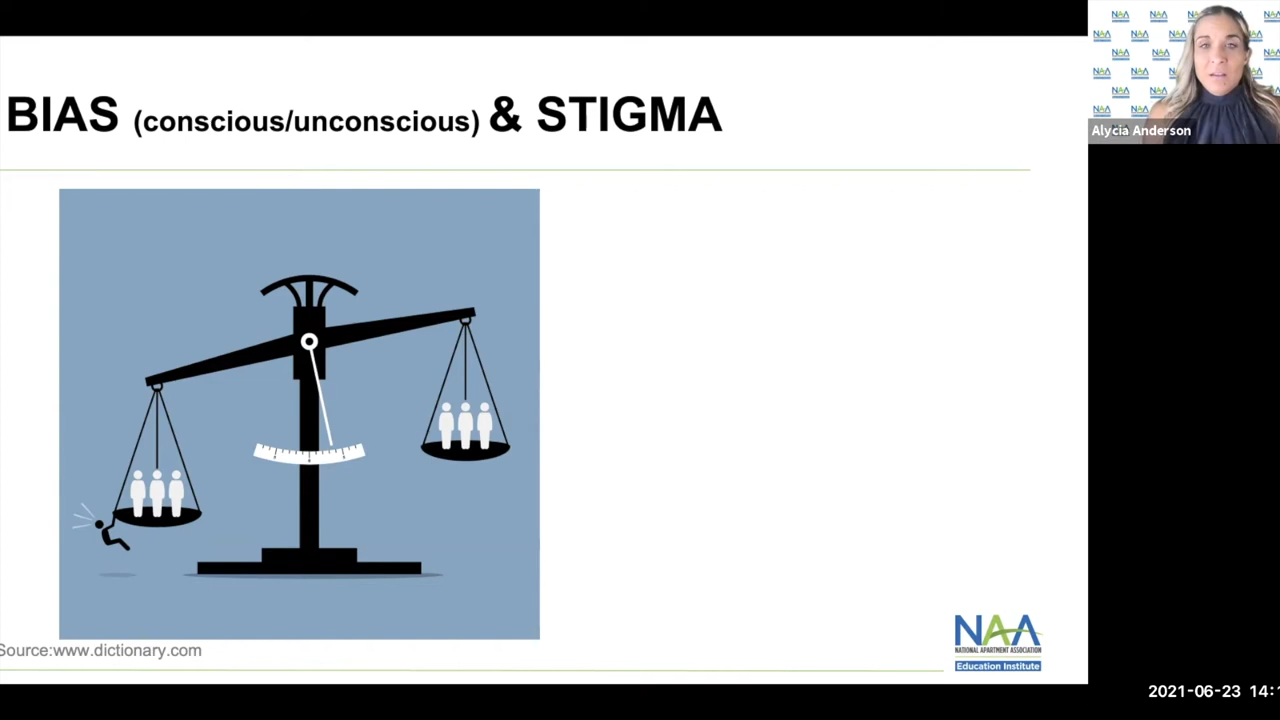 BIAS (conscious/unconscious) & STIGMA
Source:www.dictionary.com
NAA
NATIONAL APARTMENT ASSOCIATION
Education Institute
NAA
Alycia Anderson
2021-06-23 14: